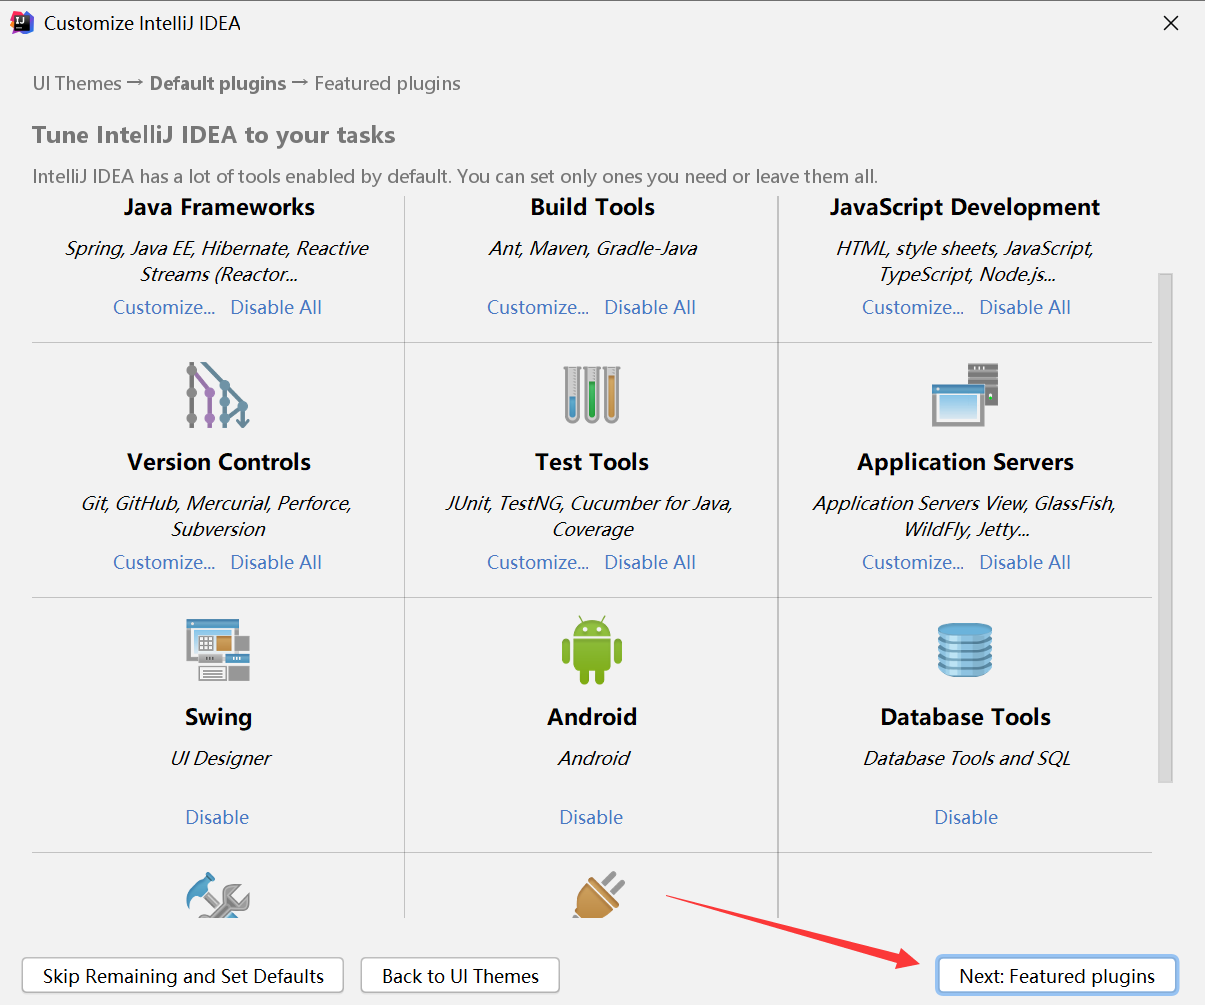 Customize IntelliJ IDEA
UI Themes → Default plugins → Featured plugins
Tune IntelliJ IDEA to your tasks
IntelliJ IDEA has a lot of tools enabled by default. You can set only ones you need or leave them all.
Java Frameworks
Spring, Java EE, Hibernate, Reactive
Streams (Reactor...
Customize... Disable All
Build Tools
Ant, Maven, Gradle-Java
Customize... Disable All
JavaScript Development
HTML, style sheets, JavaScript,
TypeScript, Node.js...
Customize... Disable All
Version Controls
Git, GitHub, Mercurial, Perforce,
Subversion
Customize... Disable All
Test Tools
JUnit, TestNG, Cucumber for Java,
Coverage
Customize... Disable All
Application Servers
Application Servers View, GlassFish,
WildFly, Jetty...
Customize... Disable All
Swing
UI Designer
Disable
Android
Android
Disable
Database Tools
Database Tools and SQL
Disable
Skip Remaining and Set Defaults
Back to UI Themes
Next: Featured plugins